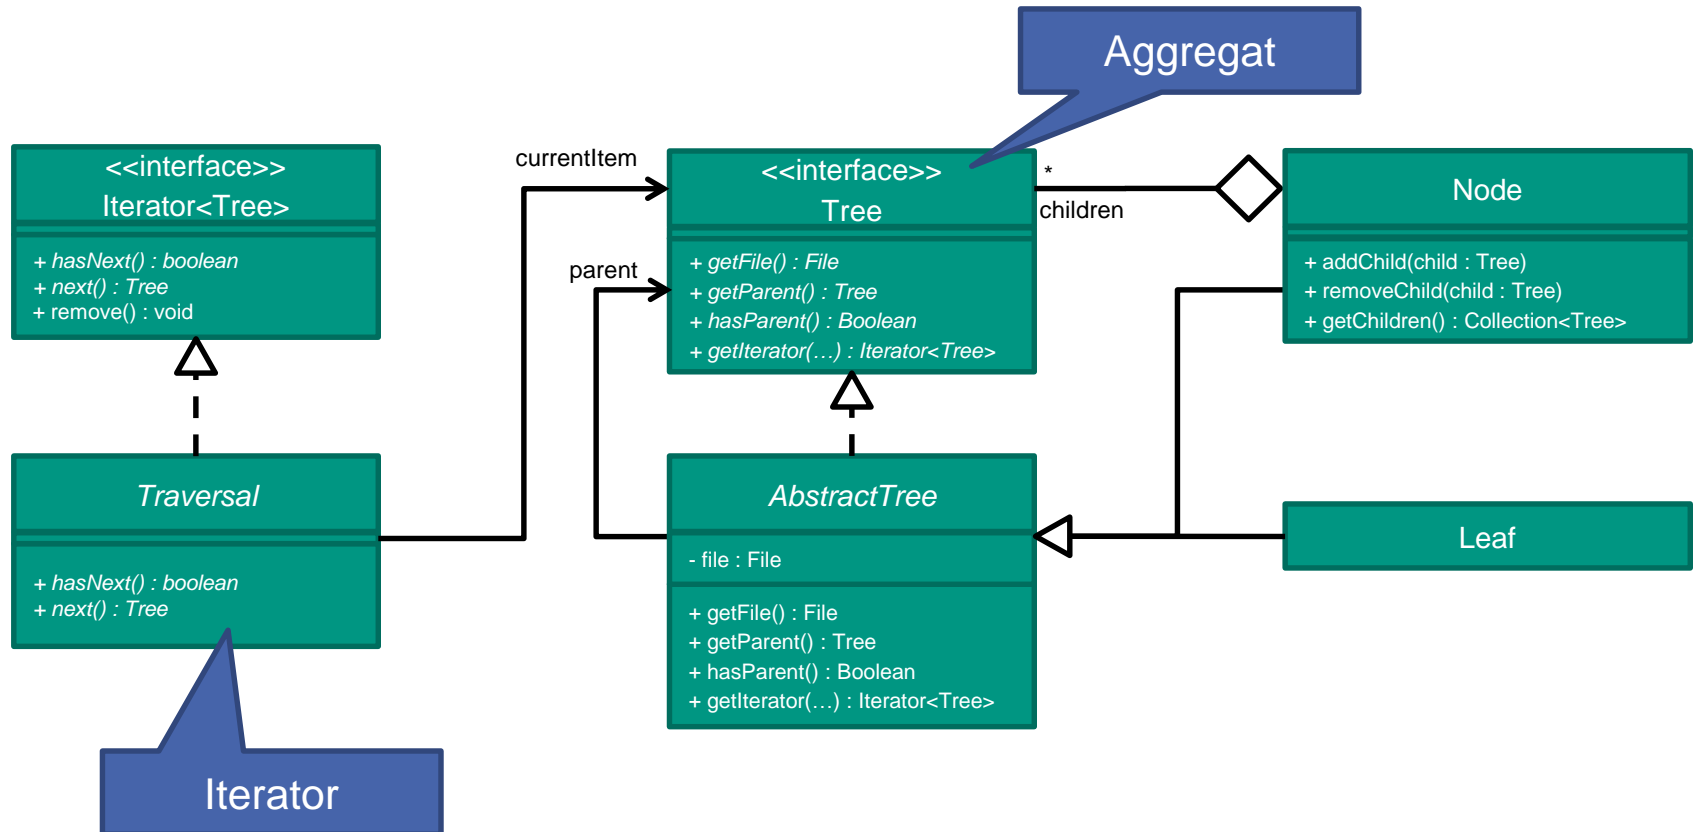 Aggregat
<<interface>>
Iterator<Tree>
+ hasNext() : boolean
+ next() : Tree
+ remove() : void
currentItem
<<interface>>
Tree
+ getFile() : File
+ getParent() : Tree
+ hasParent() : Boolean
+ getIterator(…) : Iterator<Tree>
*
children
Node
+ addChild(child : Tree)
+ removeChild(child : Tree)
+ getChildren() : Collection<Tree>
parent
Traversal
+ hasNext() : boolean
+ next() : Tree
AbstractTree
- file : File
+ getFile() : File
+ getParent() : Tree
+ hasParent() : Boolean
+ getIterator(…) : Iterator<Tree>
Leaf
Iterator